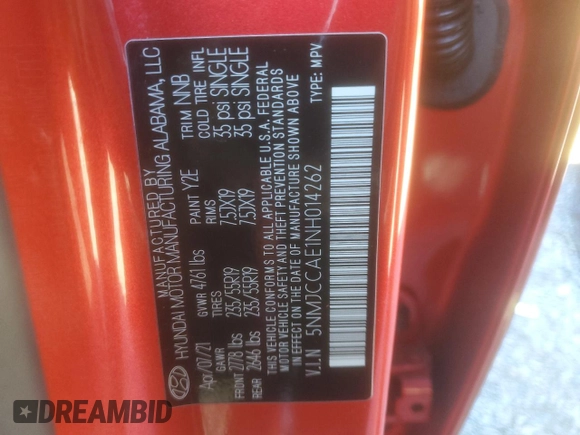 MANUFACTURED BY
HYUNDAI MOTOR MANUFACTURING ALABAMA, LLC
Apr/07/21 GVWR 4761 lbs PAINT Y2E TRIM NNB
GAWR TIRES RIMS COLD TIRE INFL
FRONT 2778 lbs 235/55R19 7.5JX19 35 psi SINGLE
REAR 2646 lbs 235/55R19 7.5JX19 35 psi SINGLE
THIS VEHICLE CONFORMS TO ALL APPLICABLE U.S.A. FEDERAL
MOTOR VEHICLE SAFETY AND THEFT PREVENTION STANDARDS
IN EFFECT ON THE DATE OF MANUFACTURE SHOWN ABOVE
V.I.N 5NMJCCAE1NH014262 TYPE: MPV
DREAMBID